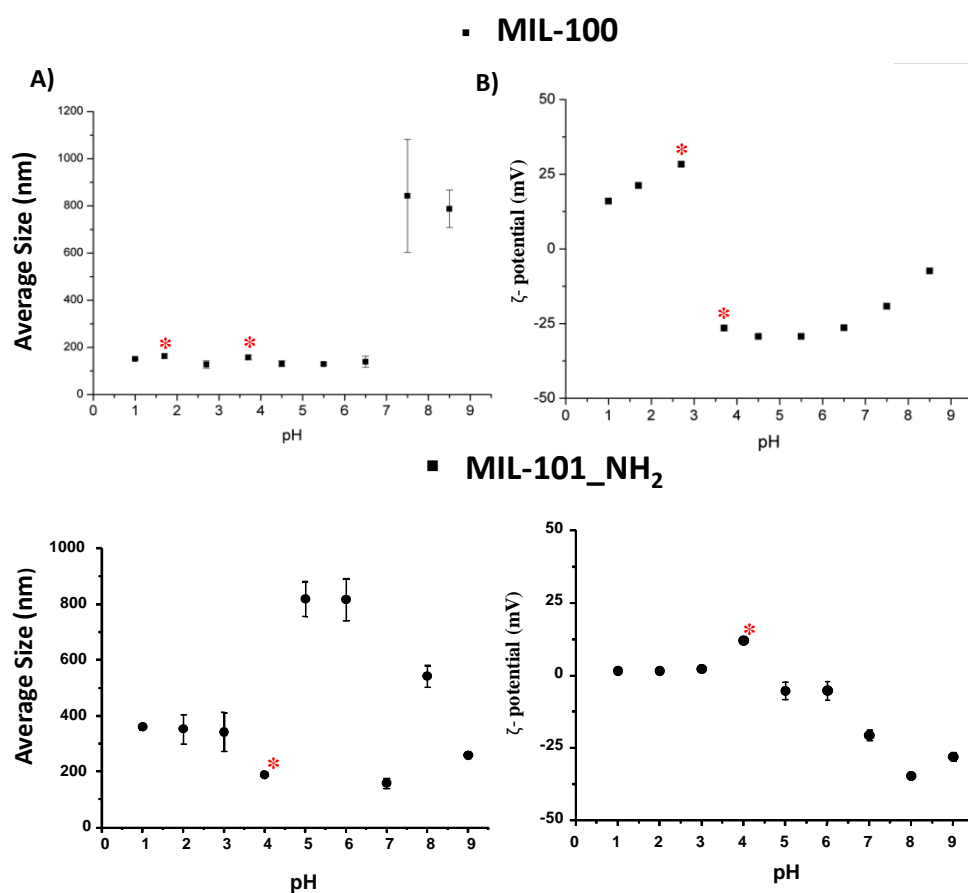 ▪ MIL-100
A)
B)
1200
1000
800
600
400
200
0
0 1 2 3 4 5 6 7 8 9
pH
Average Size (nm)
*
*
50
25
0
-25
-50
0 1 2 3 4 5 6 7 8 9
pH
ζ- potential (mV)
*
*
▪ MIL-101_NH₂
1000
800
600
400
200
0
0 1 2 3 4 5 6 7 8 9
pH
Average Size (nm)
*
50
25
0
-25
-50
0 1 2 3 4 5 6 7 8 9
pH
ζ- potential (mV)
*